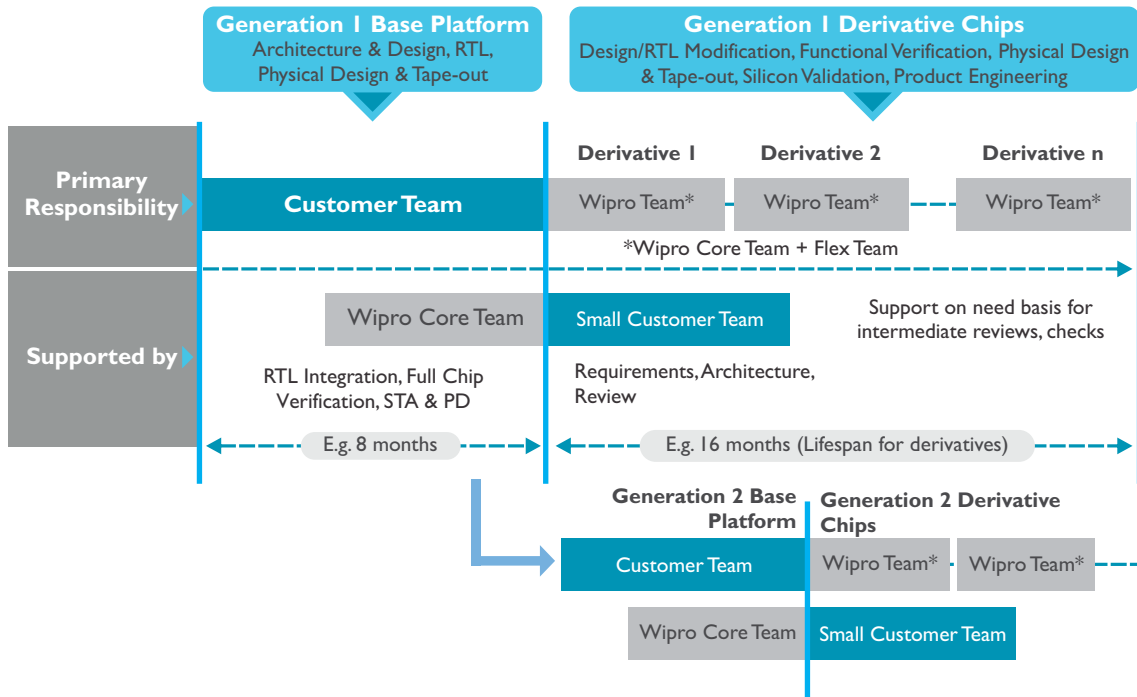 Generation 1 Base Platform
Architecture & Design, RTL,
Physical Design & Tape-out
Generation 1 Derivative Chips
Design/RTL Modification, Functional Verification, Physical Design
& Tape-out, Silicon Validation, Product Engineering
Primary
Responsibility
Customer Team
Derivative 1
Derivative 2
Derivative n
Wipro Team*
Wipro Team*
Wipro Team*
*Wipro Core Team + Flex Team
Supported by
Wipro Core Team
Small Customer Team
Support on need basis for
intermediate reviews, checks
RTL Integration, Full Chip
Verification, STA & PD
Requirements, Architecture,
Review
E.g. 8 months
E.g. 16 months (Lifespan for derivatives)
Generation 2 Base
Platform
Generation 2 Derivative
Chips
Customer Team
Wipro Team*
Wipro Team*
Wipro Core Team
Small Customer Team